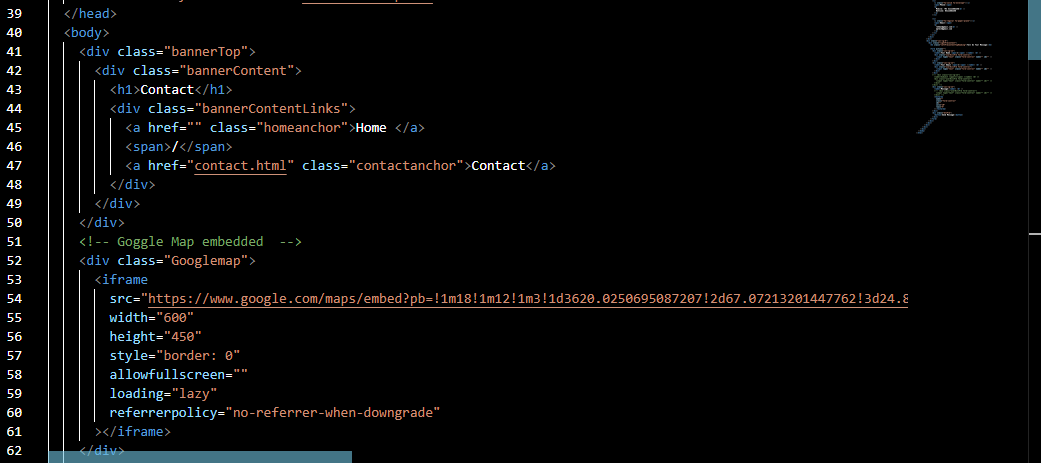 39 </head>
40 <body>
41 <div class="bannerTop">
42 <div class="bannerContent">
43 <h1>Contact</h1>
44 <div class="bannerContentLinks">
45 <a href="" class="homeanchor">Home </a>
46 <span>/</span>
47 <a href="contact.html" class="contactanchor">Contact</a>
48 </div>
49 </div>
50 </div>
51 <!-- Goggle Map embedded  -->
52 <div class="Googlemap">
53 <iframe
54 src="https://www.google.com/maps/embed?pb=!1m18!1m12!1m3!1d3620.0250695087207!2d67.07213201447762!3d24.8
55 width="600"
56 height="450"
57 style="border: 0"
58 allowfullscreen=""
59 loading="lazy"
60 referrerpolicy="no-referrer-when-downgrade"
61 ></iframe>
62 </div>